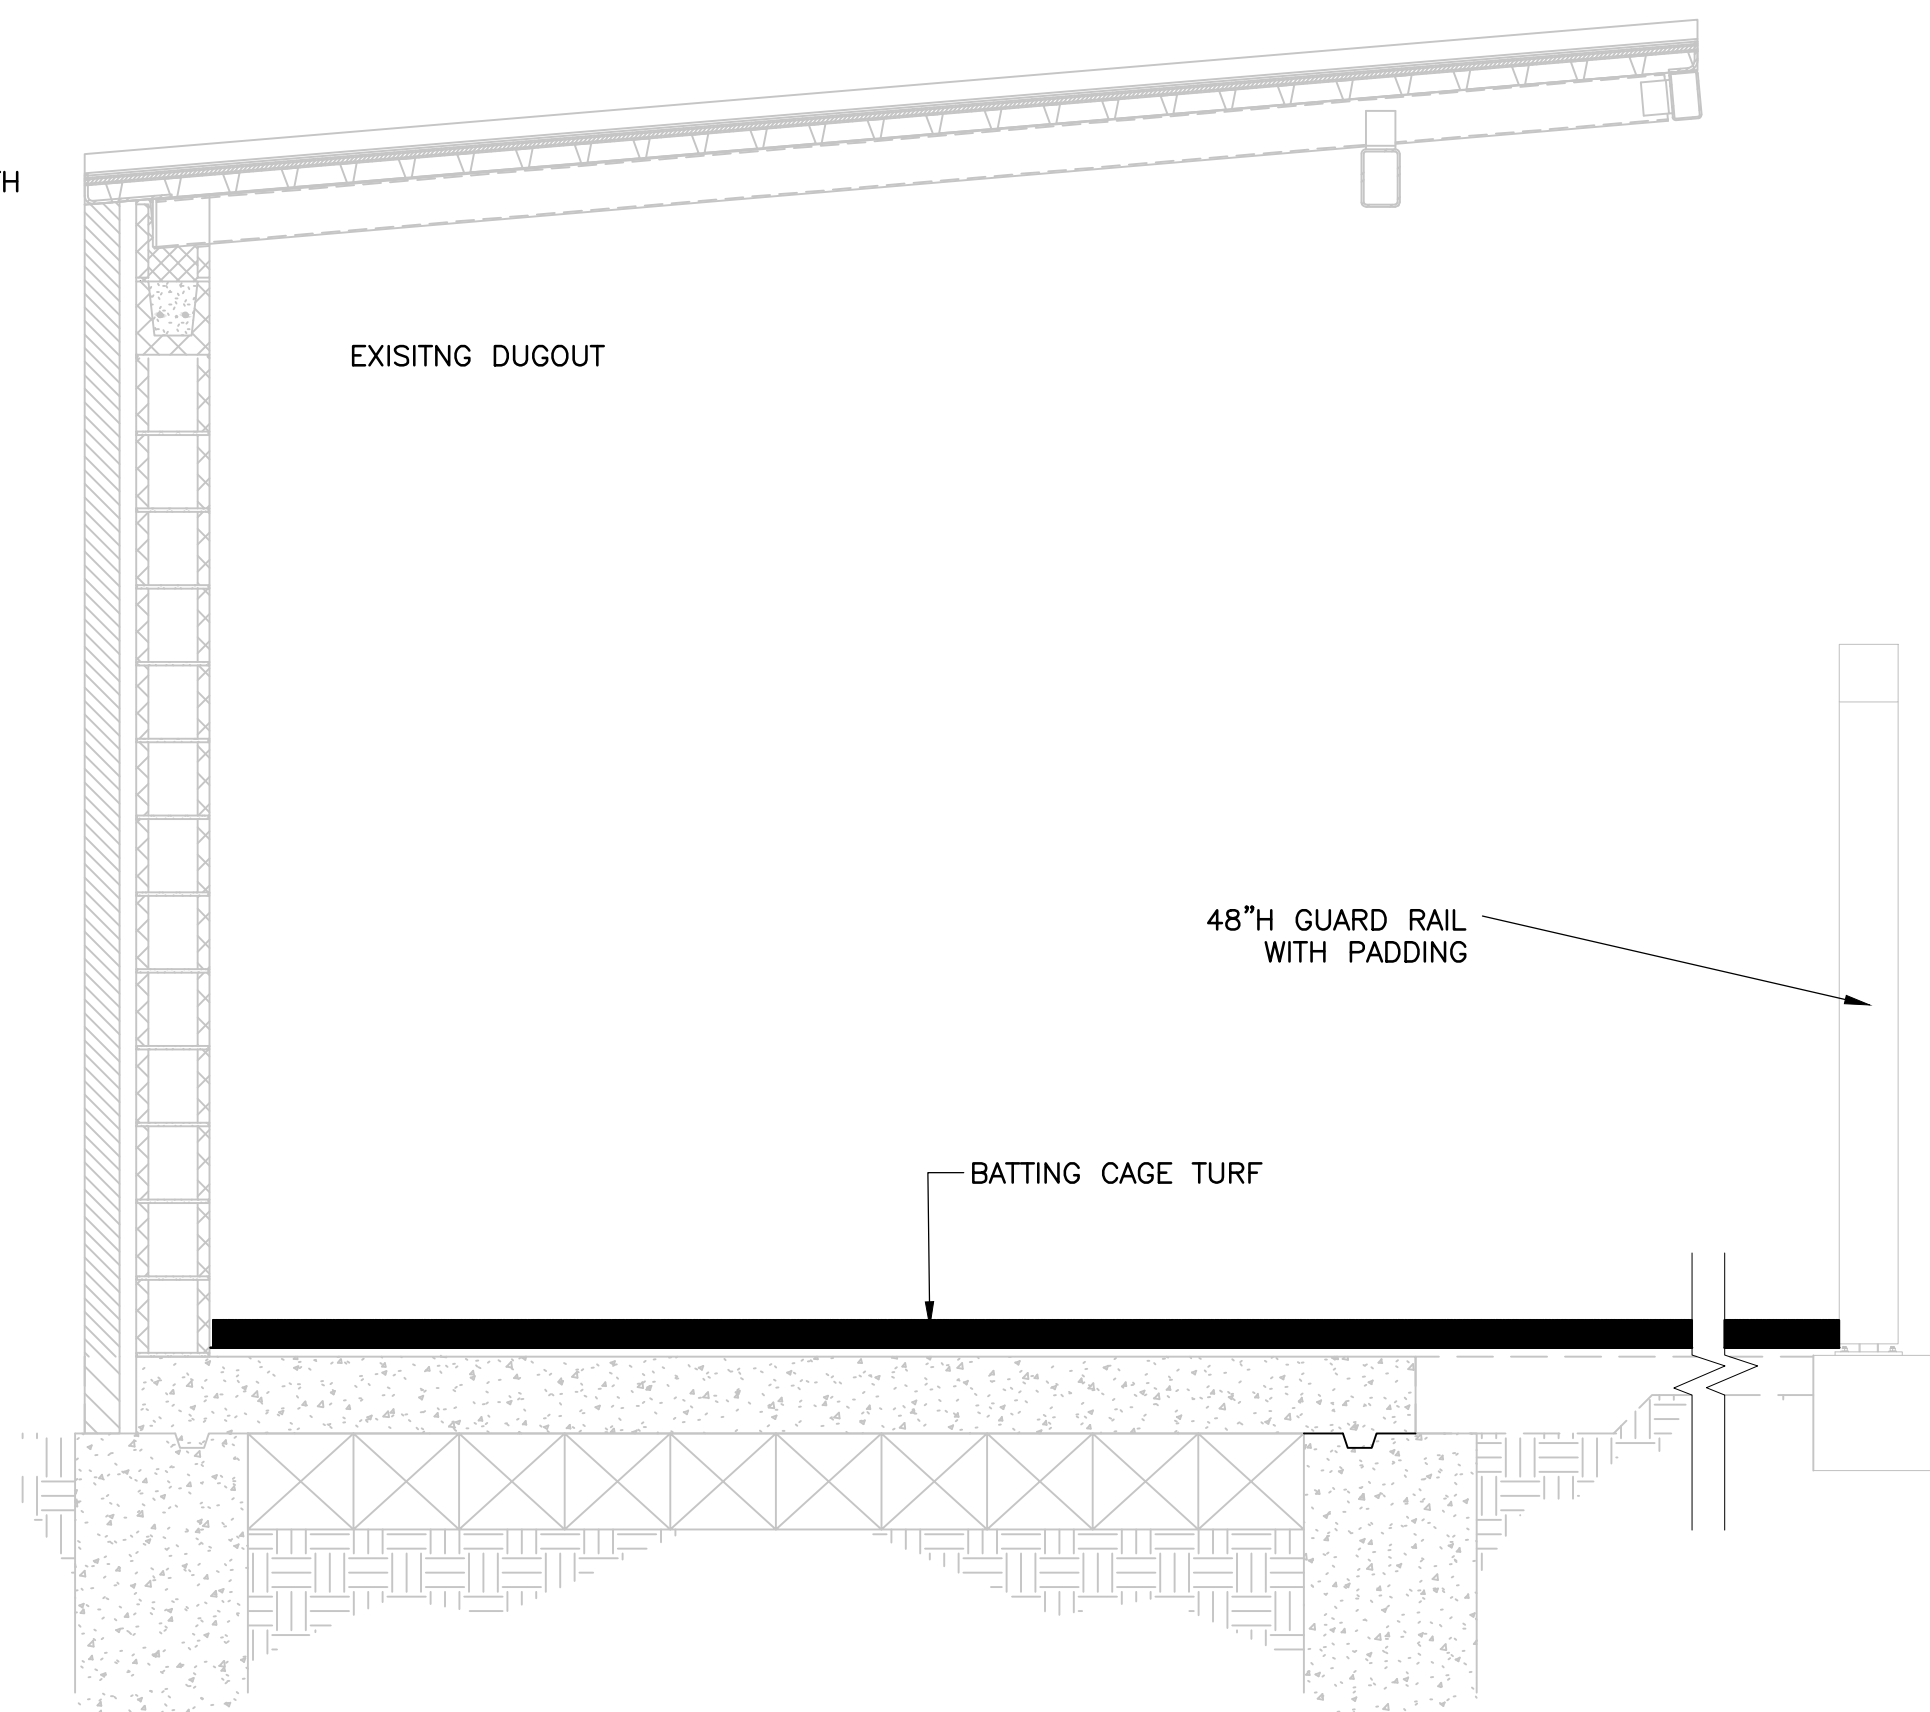 EXISITNG DUGOUT
48"H GUARD RAIL
WITH PADDING
BATTING CAGE TURF